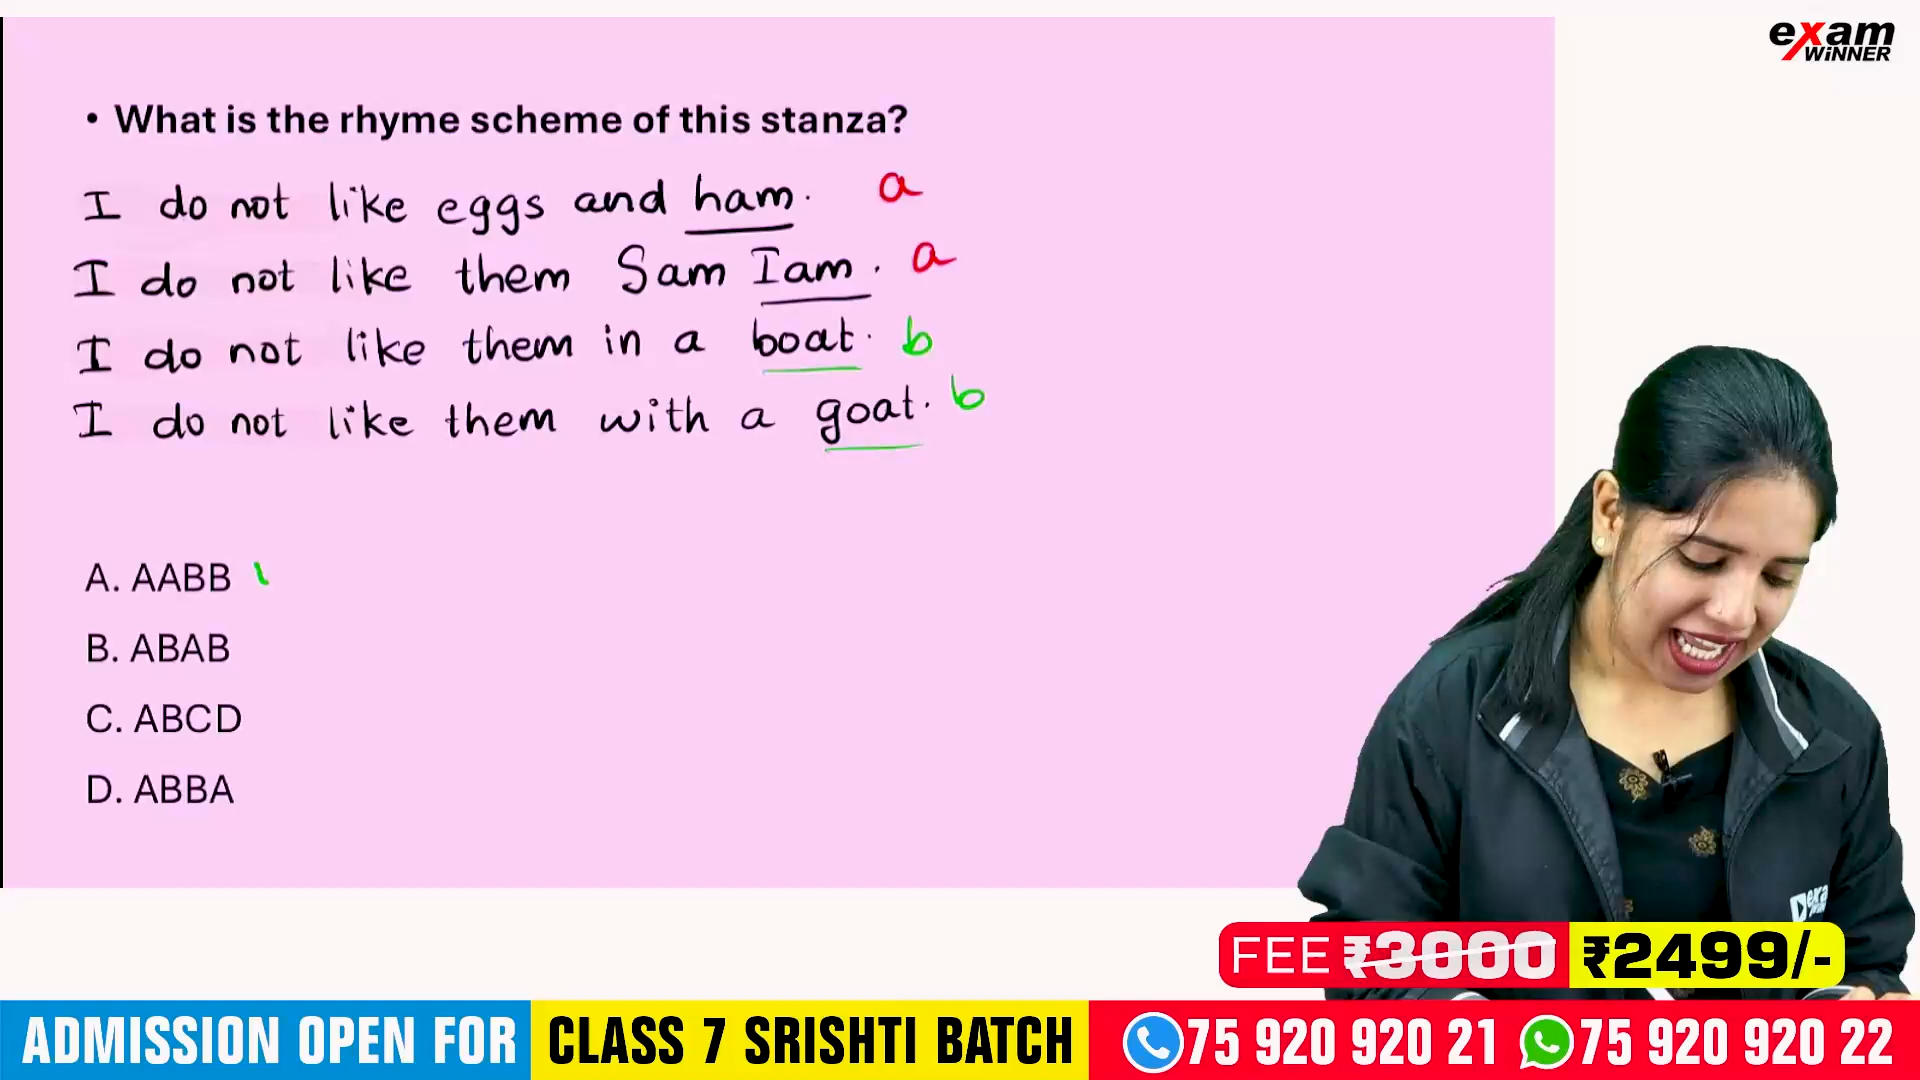 exam
WiNNER
• What is the rhyme scheme of this stanza?
I do not like eggs and ham. a
I do not like them Sam I am. a
I do not like them in a boat. b
I do not like them with a goat. b
A. AABB
B. ABAB
C. ABCD
D. ABBA
FEE ₹3000 ₹2499/-
ADMISSION OPEN FOR CLASS 7 SRISHTI BATCH 75 920 920 21 75 920 920 22